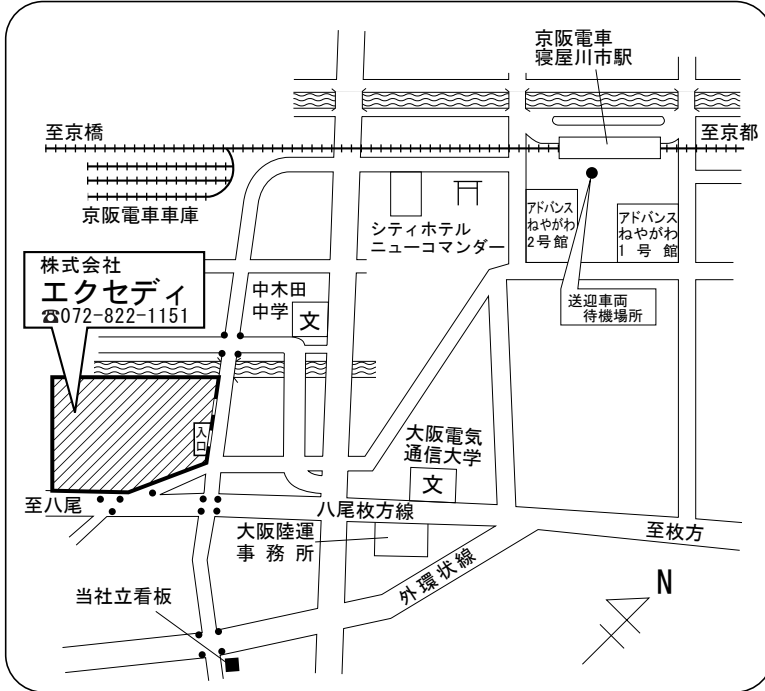 京阪電車
寝屋川市駅
至京橋
至京都
京阪電車車庫
シティホテル
ニューコマンダー
アドバンス
ねやがわ
2号館
アドバンス
ねやがわ
1号館
株式会社
エクセディ
☎072-822-1151
中木田
中学
文
送迎車両
待機場所
入口
大阪電気
通信大学
文
至八尾
八尾枚方線
大阪陸運
事務所
至枚方
外環状線
当社立看板
N